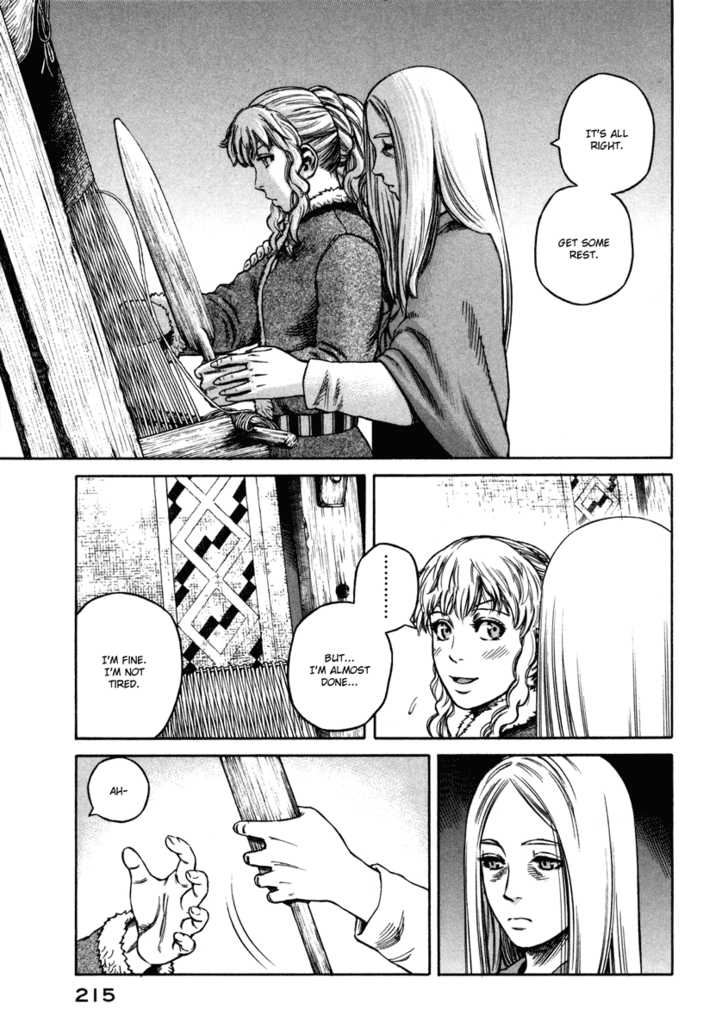 IT'S ALL
RIGHT.
GET SOME
REST.
.........
BUT...
I'M ALMOST
DONE...
I'M FINE.
I'M NOT
TIRED.
AH-
215